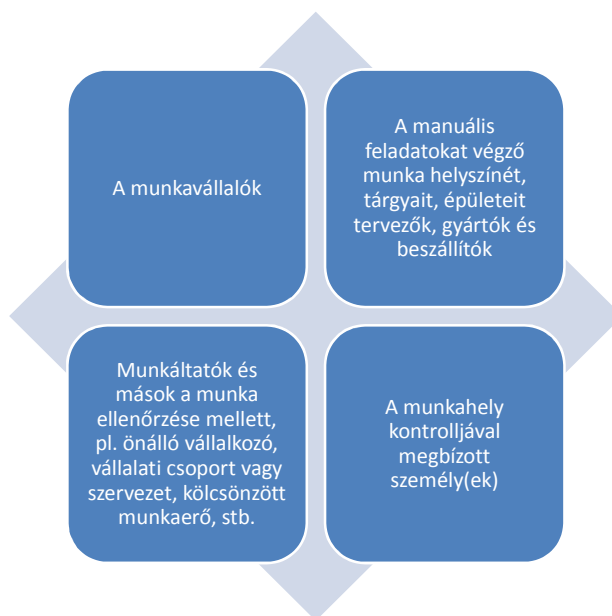 A munkavállalók
A manuális
feladatokat végző
munka helyszínét,
tárgyait, épületeit
tervezők, gyártók és
beszállítók
Munkáltatók és
mások a munka
ellenőrzése mellett,
pl. önálló vállalkozó,
vállalati csoport vagy
szervezet, kölcsönzött
munkaerő, stb.
A munkahely
kontrolljával
megbízott
személy(ek)